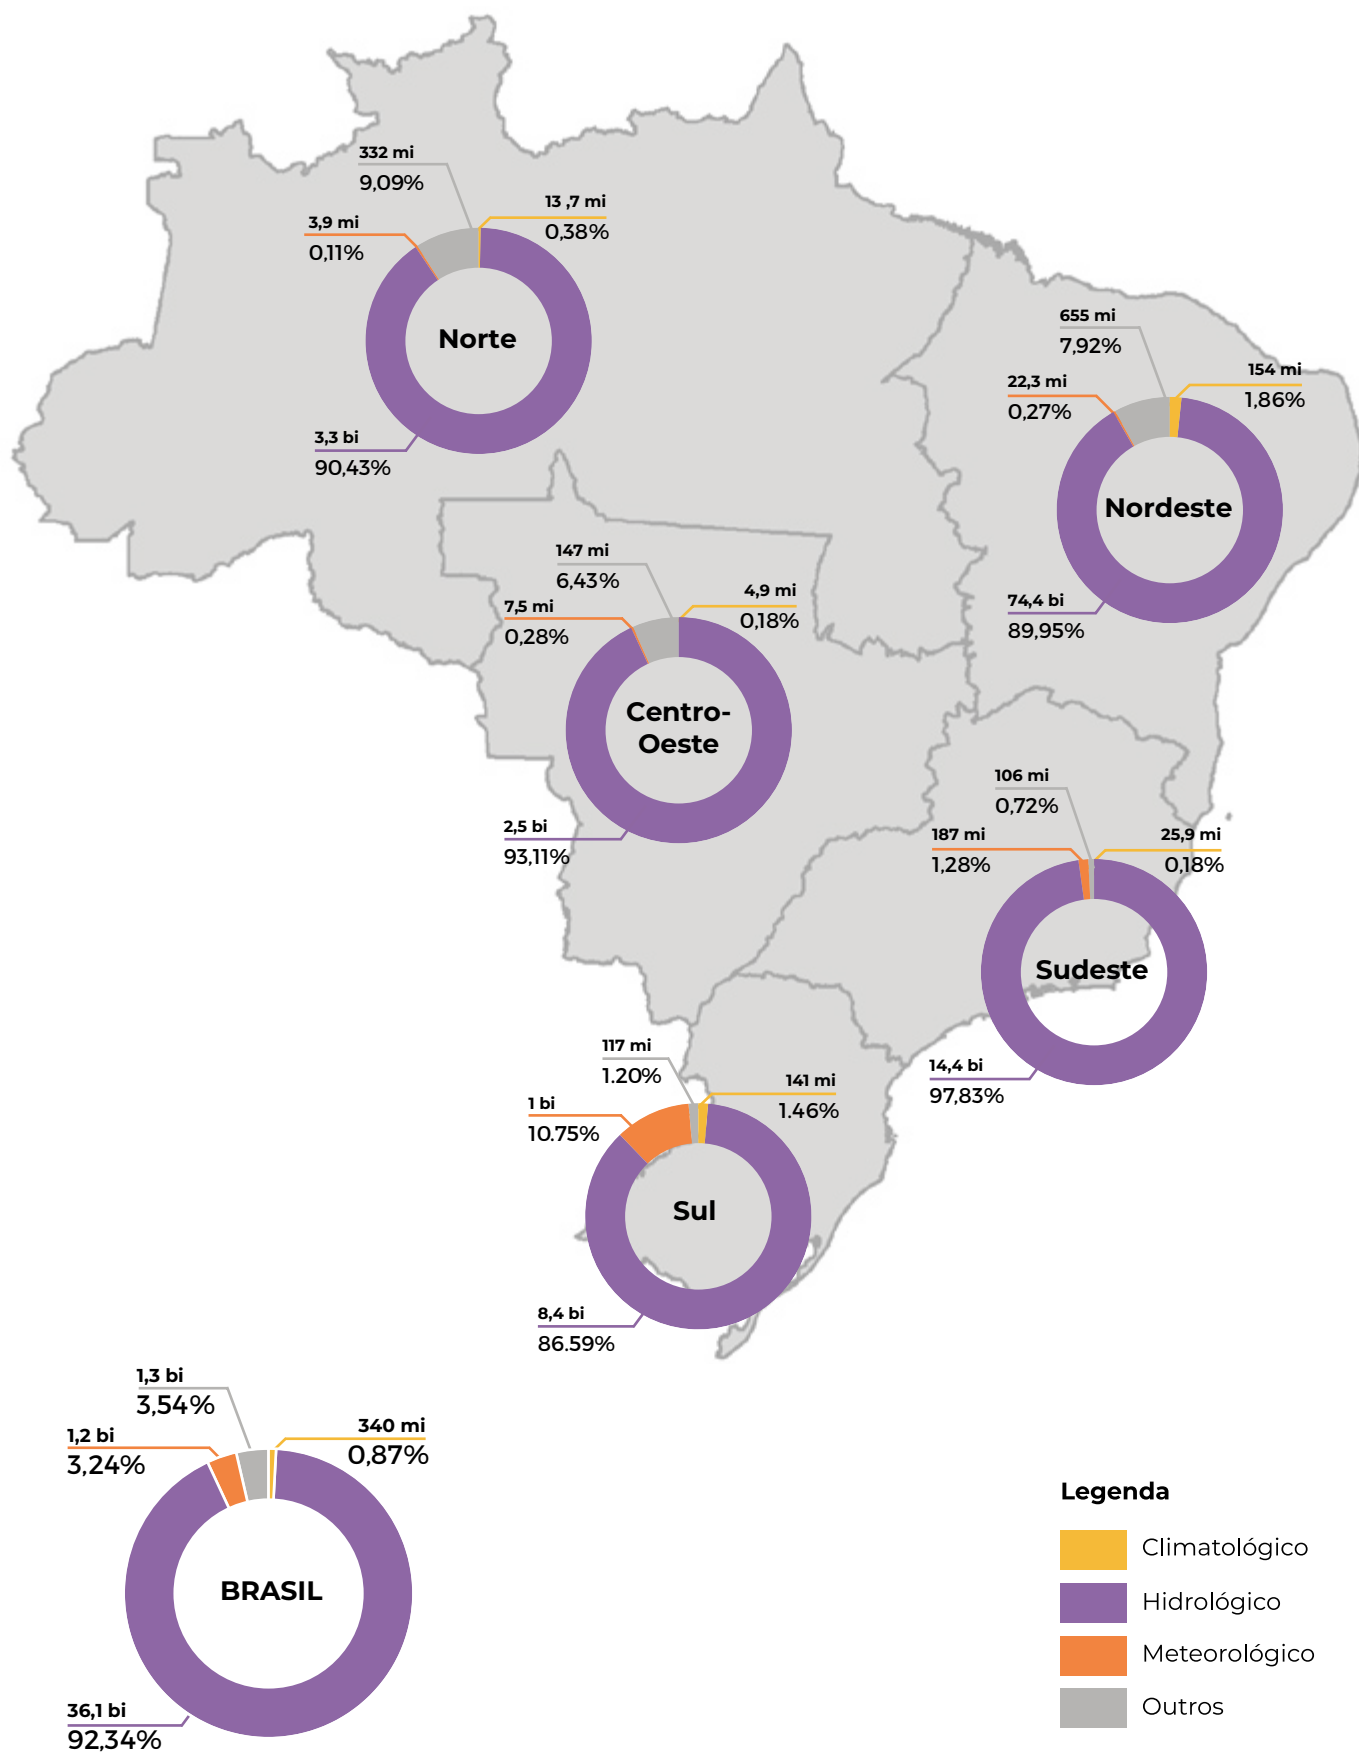 332 mi
9,09%
13 ,7 mi
0,38%
3,9 mi
0,11%
Norte
3,3 bi
90,43%
655 mi
7,92%
154 mi
1,86%
22,3 mi
0,27%
Nordeste
74,4 bi
89,95%
147 mi
6,43%
4,9 mi
0,18%
7,5 mi
0,28%
Centro-
Oeste
2,5 bi
93,11%
106 mi
0,72%
187 mi
1,28%
25,9 mi
0,18%
Sudeste
14,4 bi
97,83%
117 mi
1.20%
141 mi
1.46%
1 bi
10.75%
Sul
8,4 bi
86.59%
1,3 bi
3,54%
340 mi
0,87%
1,2 bi
3,24%
BRASIL
36,1 bi
92,34%
Legenda
Climatológico
Hidrológico
Meteorológico
Outros